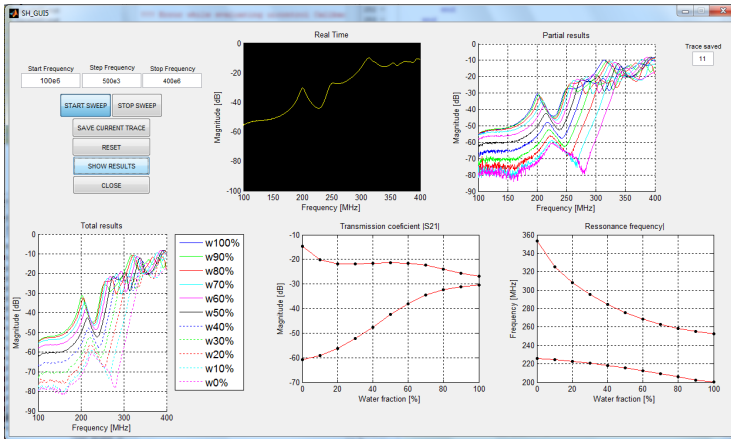 SH_GUI5
Start Frequency
Step Frequency
Stop Frequency
100e6
500e3
400e6
START SWEEP
STOP SWEEP
SAVE CURRENT TRACE
RESET
SHOW RESULTS
CLOSE
Real Time
0
-20
-40
-60
-80
-100
Magnitude [dB]
100 150 200 250 300 350 400
Frequency [MHz]
Partial results
0
-10
-20
-30
-40
-50
-60
-70
-80
-90
Magnitude [dB]
100 150 200 250 300 350 400
Frequency [MHz]
Trace saved
11
Total results
0
-10
-20
-30
-40
-50
-60
-70
-80
-90
Magnitude [dB]
100 200 300 400
Frequency [MHz]
w100%
w90%
w80%
w70%
w60%
w50%
w40%
w30%
w20%
w10%
w0%
Transmission coeficient |S21|
-10
-20
-30
-40
-50
-60
-70
Magnitude [dB]
0 20 40 60 80 100
Water fraction [%]
Ressonance frequency|
360
340
320
300
280
260
240
220
200
Frequency [MHz]
0 20 40 60 80 100
Water fraction [%]